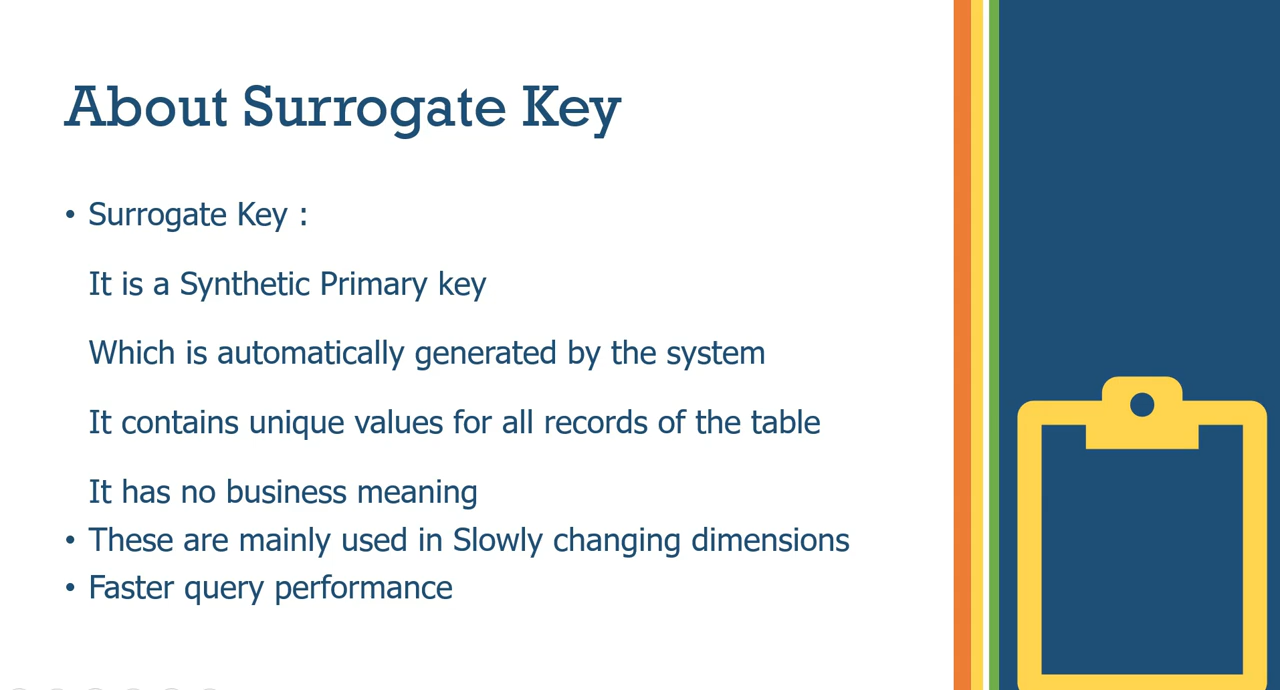 About Surrogate Key
• Surrogate Key :
It is a Synthetic Primary key
Which is automatically generated by the system
It contains unique values for all records of the table
It has no business meaning
• These are mainly used in Slowly changing dimensions
• Faster query performance